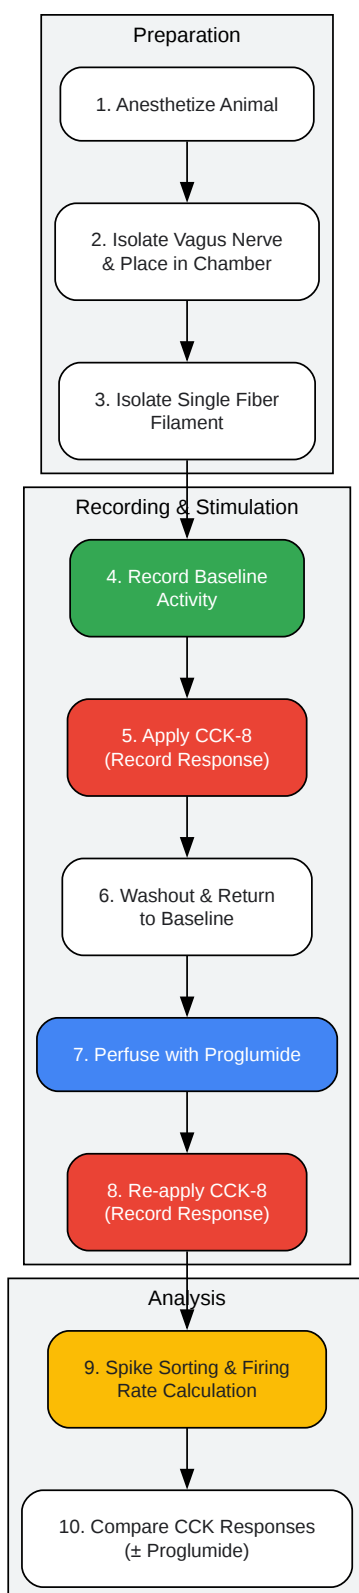 Preparation
1. Anesthetize Animal
2. Isolate Vagus Nerve
& Place in Chamber
3. Isolate Single Fiber
Filament
Recording & Stimulation
4. Record Baseline
Activity
5. Apply CCK-8
(Record Response)
6. Washout & Return
to Baseline
7. Perfuse with Proglumide
8. Re-apply CCK-8
(Record Response)
Analysis
9. Spike Sorting & Firing
Rate Calculation
10. Compare CCK Responses
(± Proglumide)